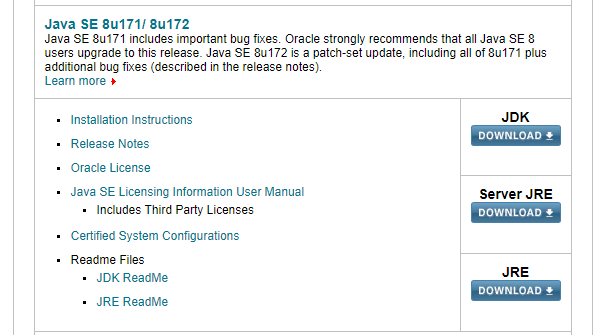 Java SE 8u171/ 8u172
Java SE 8u171 includes important bug fixes. Oracle strongly recommends that all Java SE 8
users upgrade to this release. Java SE 8u172 is a patch-set update, including all of 8u171 plus
additional bug fixes (described in the release notes).
Learn more
Installation Instructions
Release Notes
Oracle License
Java SE Licensing Information User Manual
Includes Third Party Licenses
Certified System Configurations
Readme Files
JDK ReadMe
JRE ReadMe
JDK
DOWNLOAD
Server JRE
DOWNLOAD
JRE
DOWNLOAD